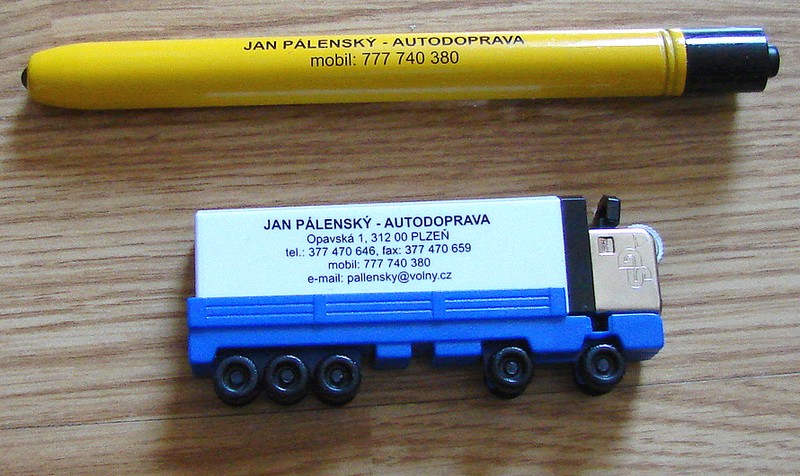 JAN PÁLENSKÝ - AUTODOPRAVA
mobil: 777 740 380
JAN PÁLENSKÝ - AUTODOPRAVA
Opavská 1, 312 00 PLZEŇ
tel.: 377 470 646, fax: 377 470 659
mobil: 777 740 380
e-mail: pallensky@volny.cz